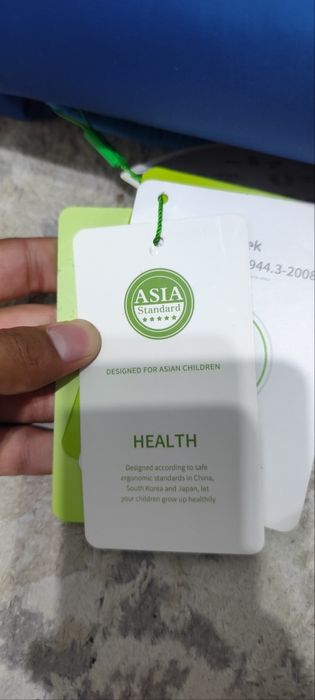 ek
944.3-2008
ASIA
Standard
DESIGNED FOR ASIAN CHILDREN
HEALTH
Designed according to safe
ergonomic standards in China,
South Korea and Japan, let
your children grow up healthily